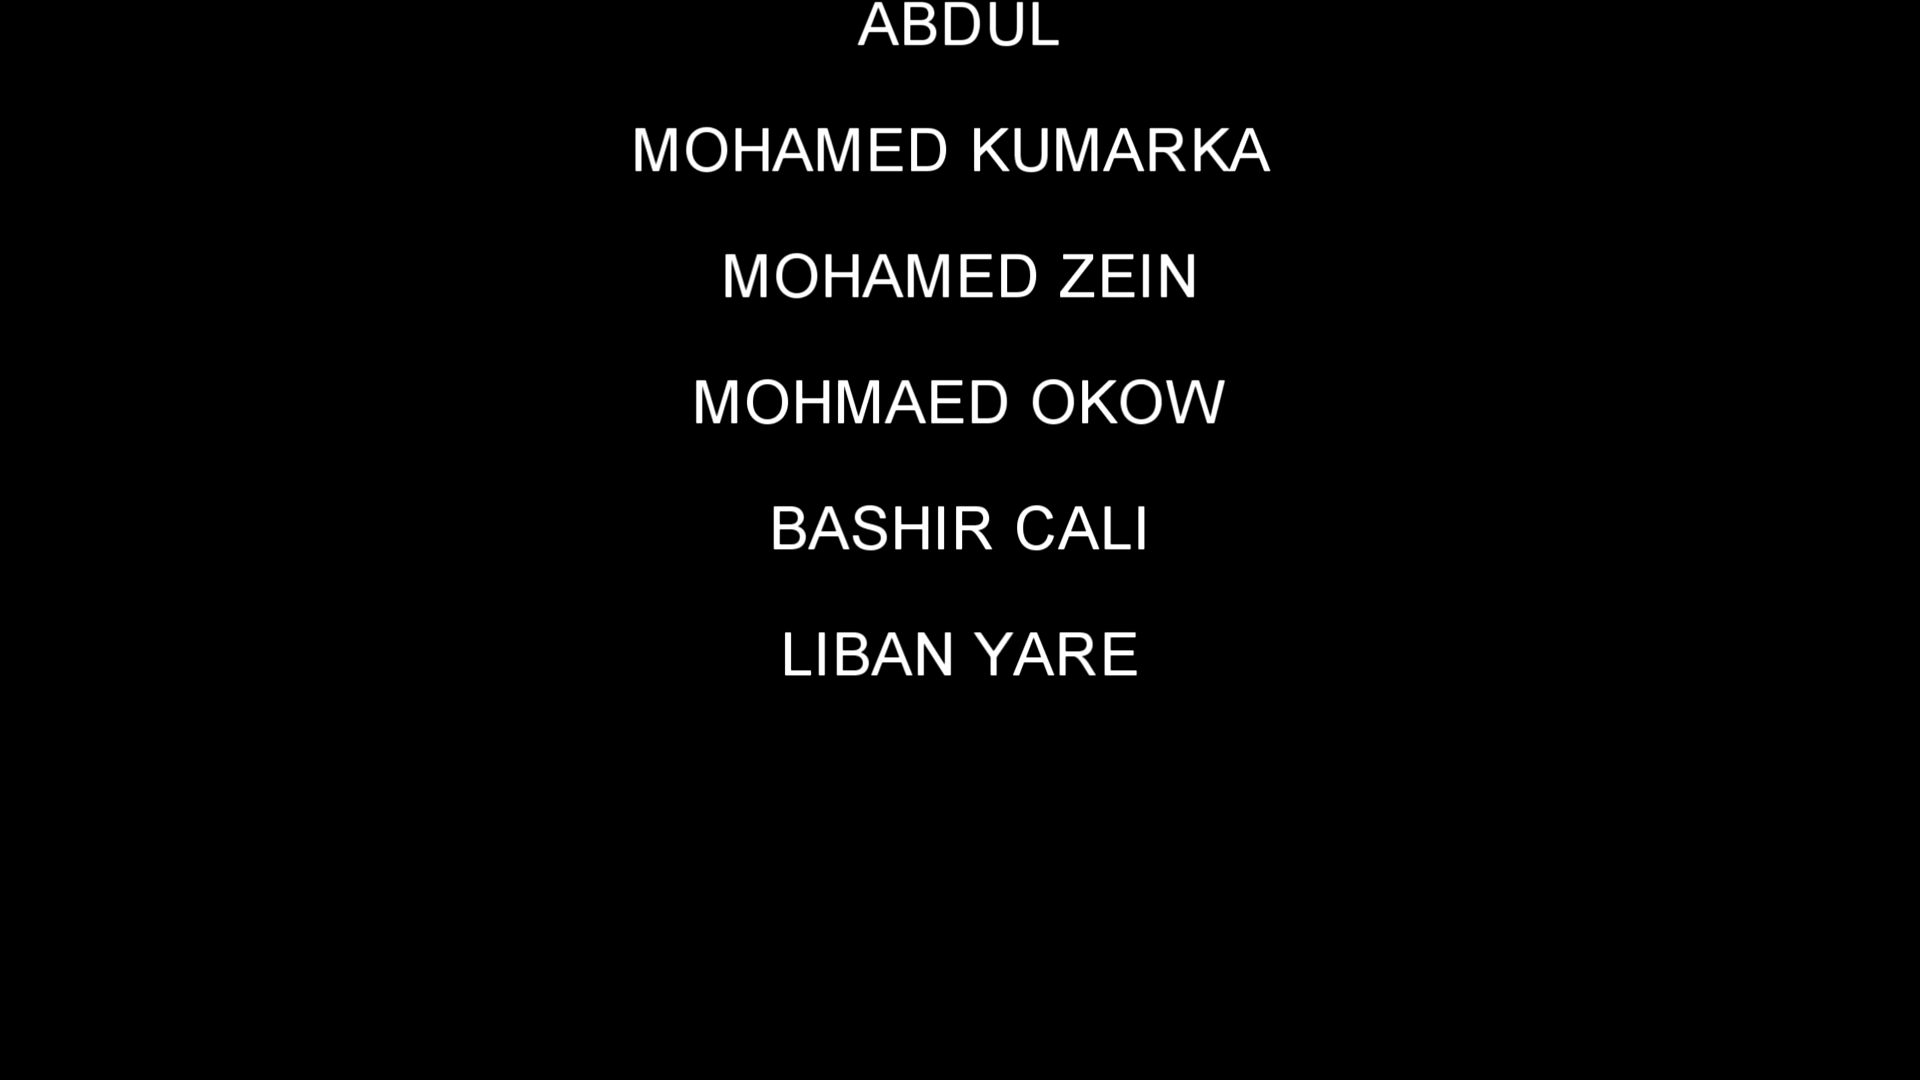 ABDUL
MOHAMED KUMARKA
MOHAMED ZEIN
MOHMAED OKOW
BASHIR CALI
LIBAN YARE